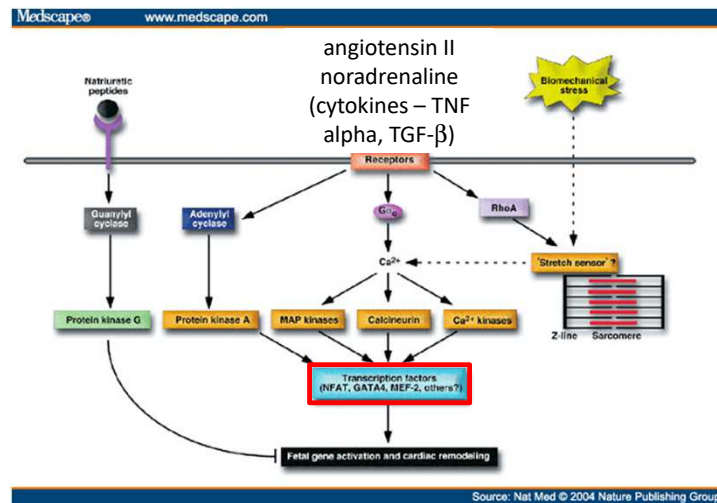 Medscape® www.medscape.com
angiotensin II
noradrenaline
(cytokines – TNF
alpha, TGF-β)
Natriuretic
peptides
Biomechanical
stress
Receptors
Guanylyl
cyclase
Adenylyl
cyclase
Gαq
RhoA
Ca²⁺
'Stretch sensor' ?
Protein kinase G
Protein kinase A
MAP kinases
Calcineurin
Ca²⁺ kinases
Z-line Sarcomere
Transcription factors
(NFAT, GATA4, MEF-2, others?)
Fetal gene activation and cardiac remodeling
Source: Nat Med © 2004 Nature Publishing Group